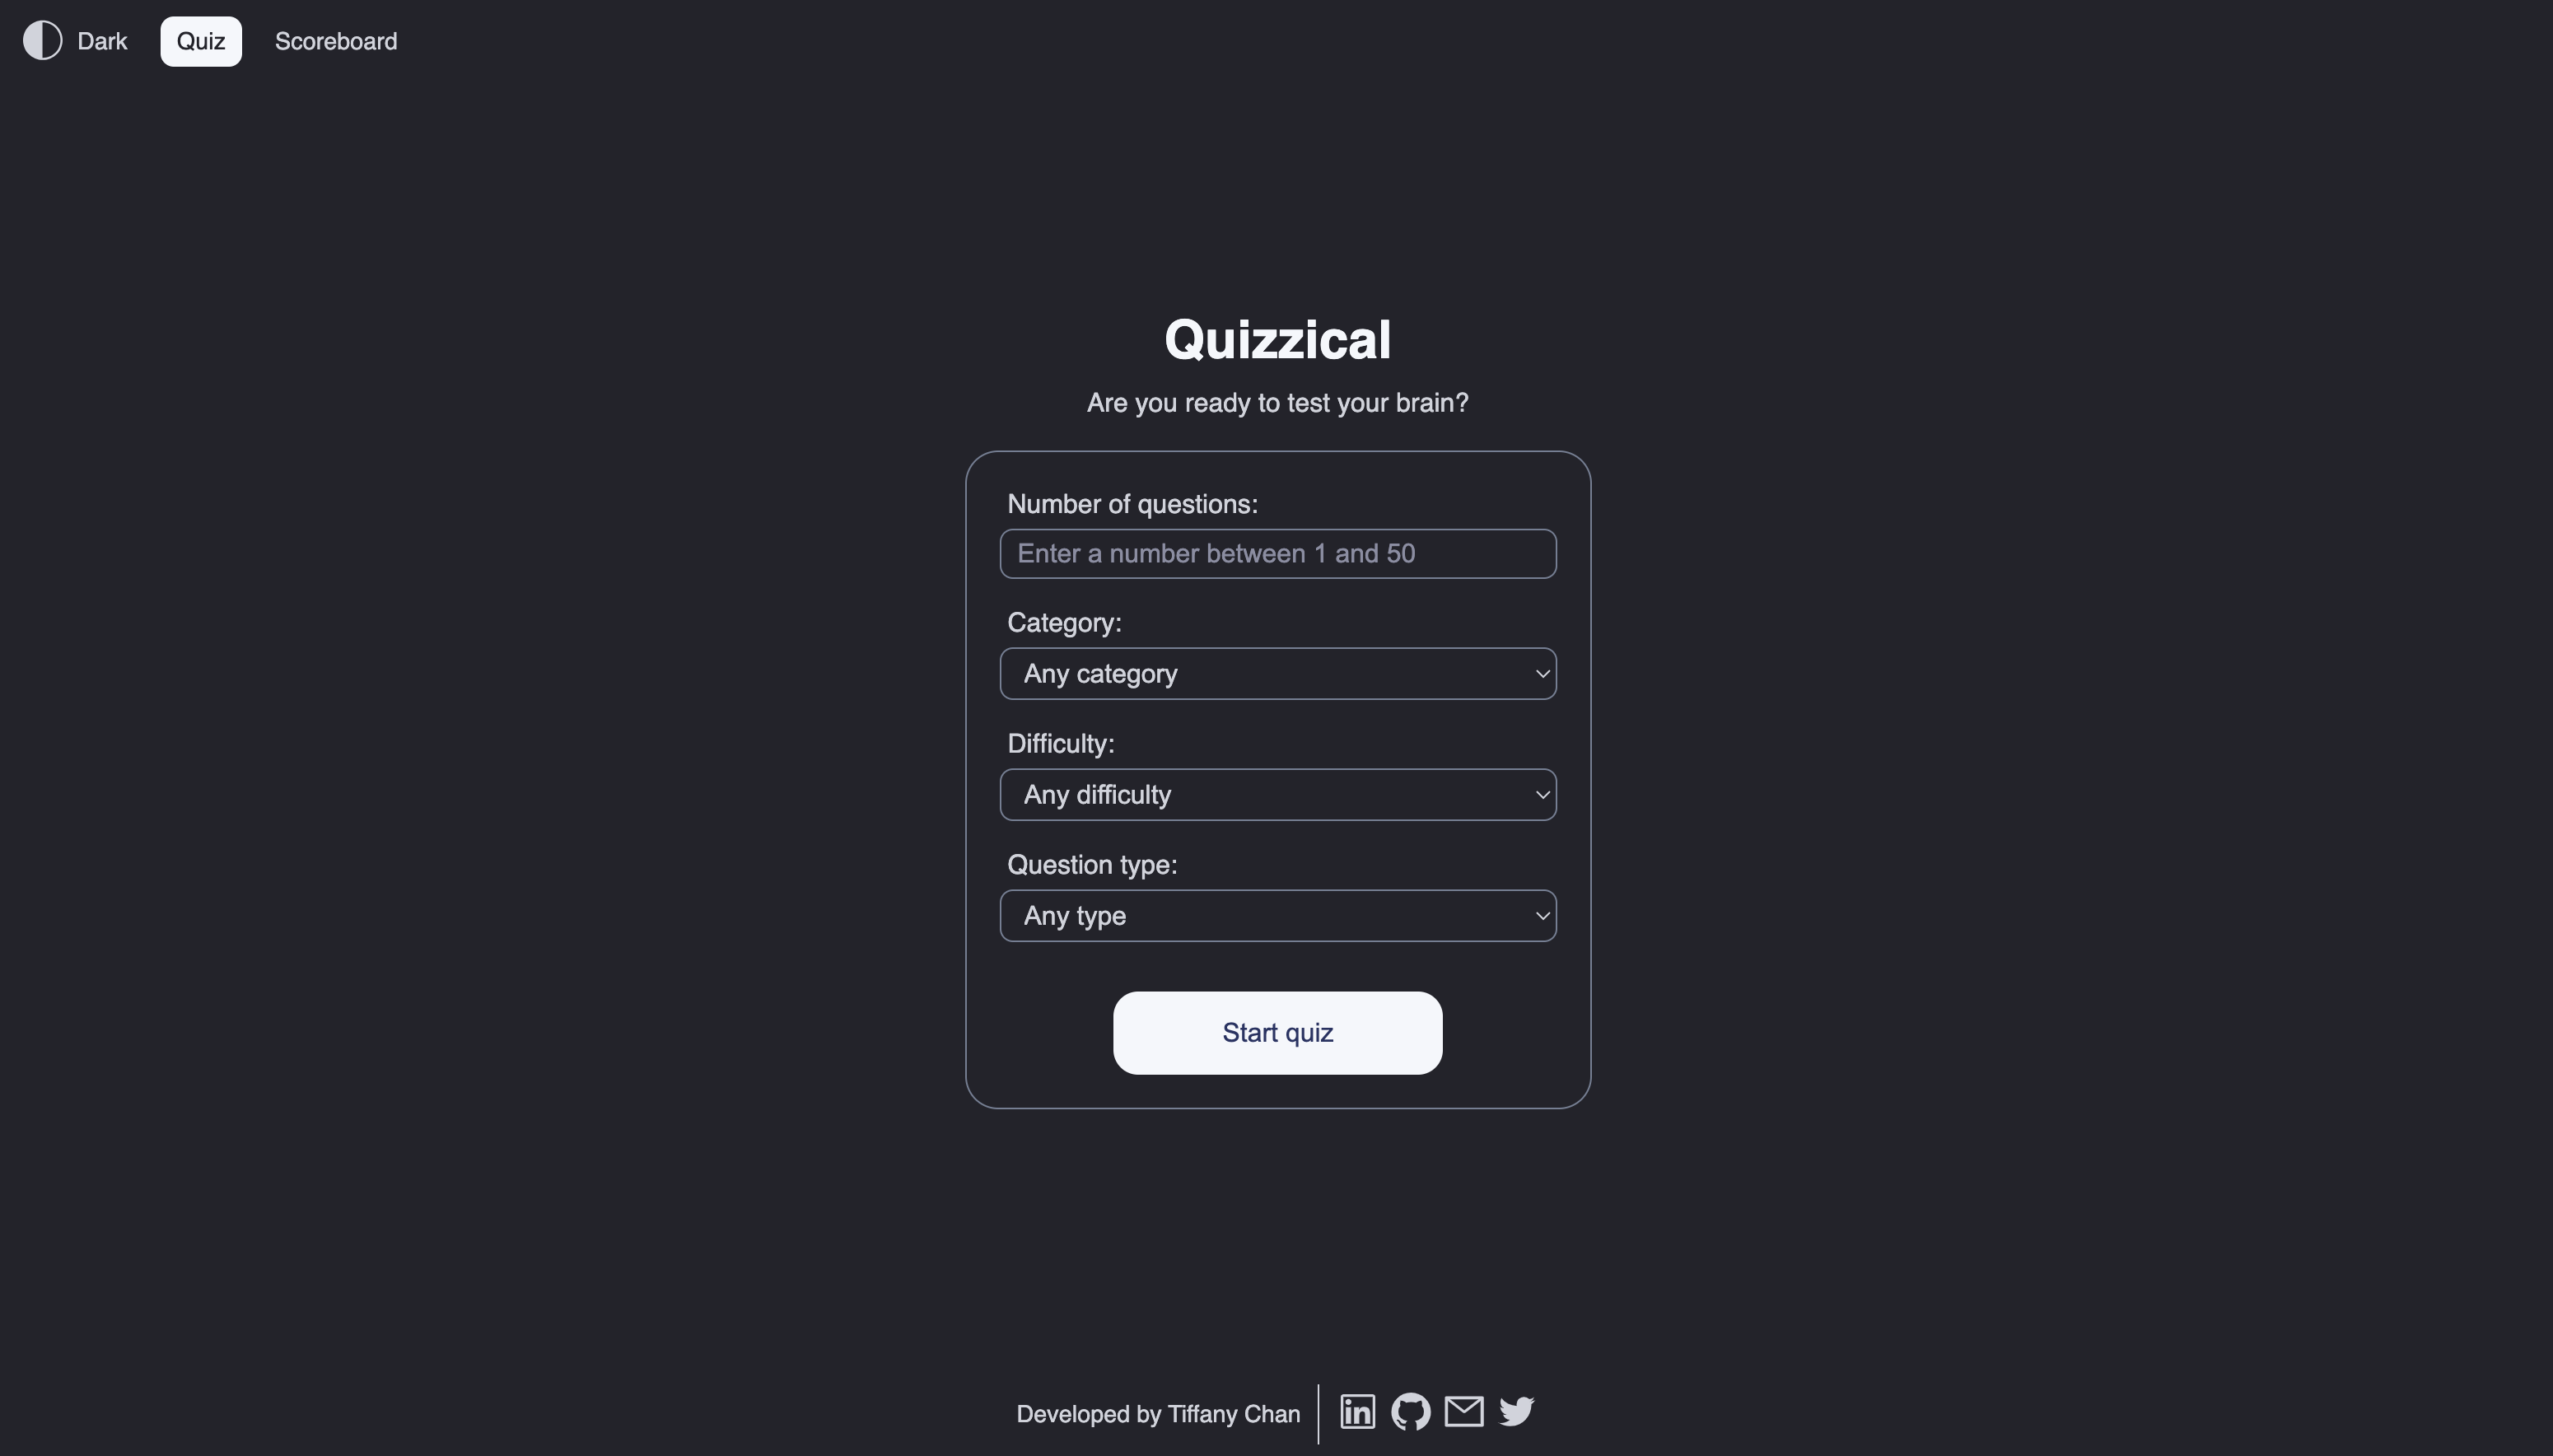 Dark Quiz Scoreboard
Quizzical
Are you ready to test your brain?
Number of questions:
Enter a number between 1 and 50
Category:
Any category
Difficulty:
Any difficulty
Question type:
Any type
Start quiz
Developed by Tiffany Chan